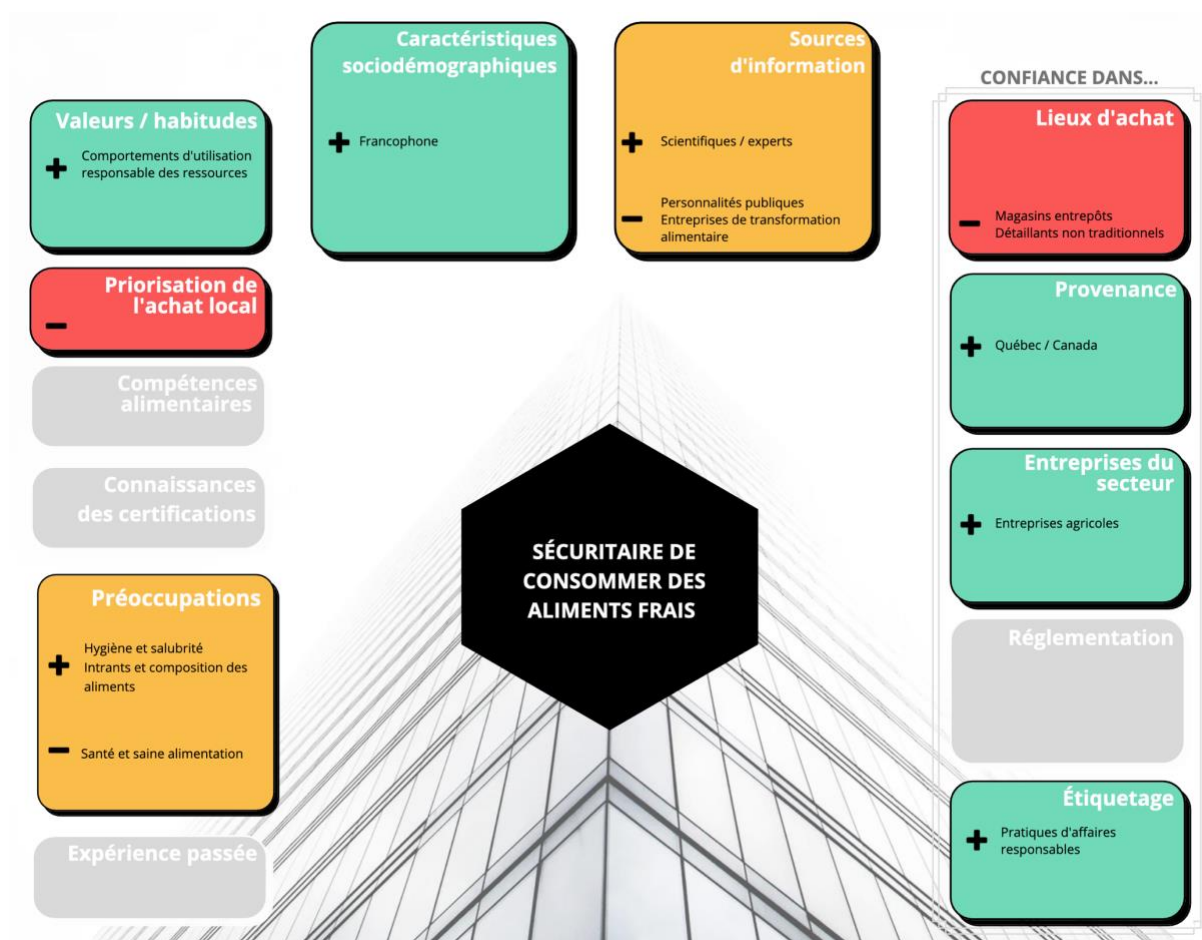 Caractéristiques
sociodémographiques
+ Francophone
Sources
d'information
+ Scientifiques / experts
− Personnalités publiques
Entreprises de transformation
alimentaire
Valeurs / habitudes
+ Comportements d'utilisation
responsable des ressources
Priorisation de
l'achat local
−
Compétences
alimentaires
Connaissances
des certifications
Préoccupations
+ Hygiène et salubrité
Intrants et composition des
aliments
− Santé et saine alimentation
Expérience passée
SÉCURITAIRE DE
CONSOMMER DES
ALIMENTS FRAIS
CONFIANCE DANS...
Lieux d'achat
− Magasins entrepôts
Détaillants non traditionnels
Provenance
+ Québec / Canada
Entreprises du
secteur
+ Entreprises agricoles
Réglementation
Étiquetage
+ Pratiques d'affaires
responsables